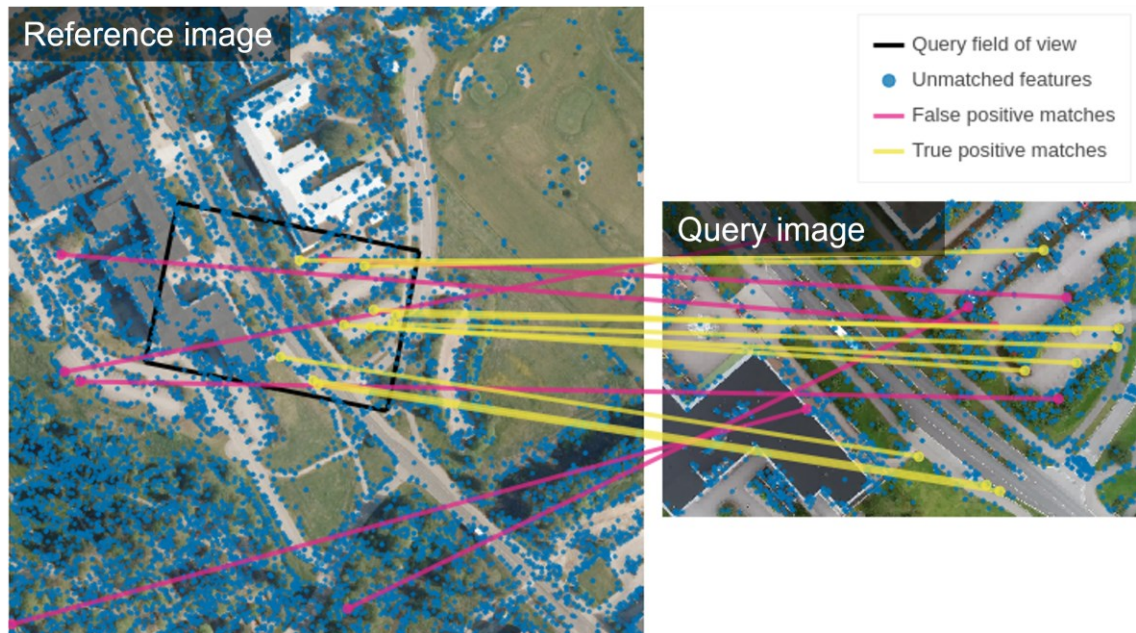 Reference image
Query field of view
Unmatched features
False positive matches
True positive matches
Query image